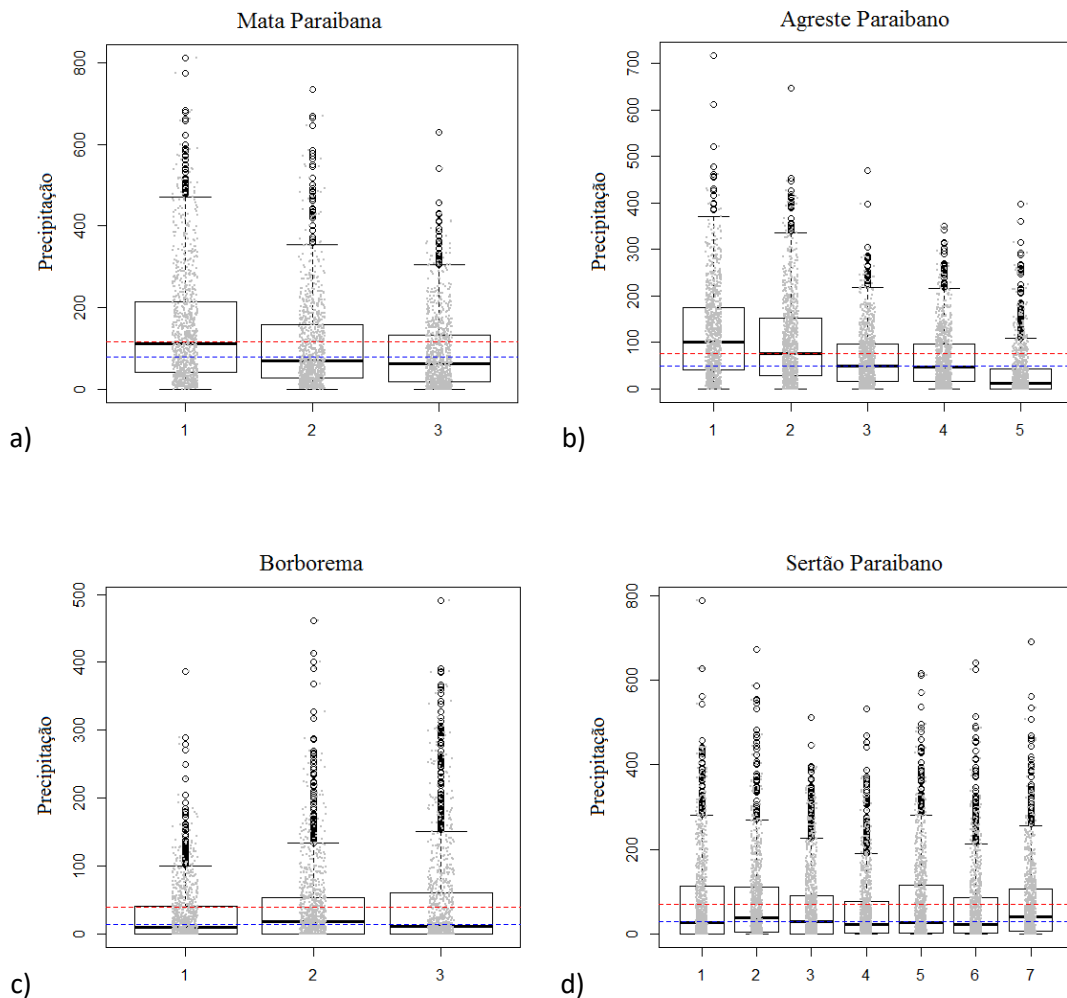 Mata Paraibana
Precipitação
800
600
400
200
0
1 2 3
a)
Agreste Paraibano
Precipitação
700
600
500
400
300
200
100
0
1 2 3 4 5
b)
Borborema
Precipitação
500
400
300
200
100
0
1 2 3
c)
Sertão Paraibano
Precipitação
800
600
400
200
0
1 2 3 4 5 6 7
d)